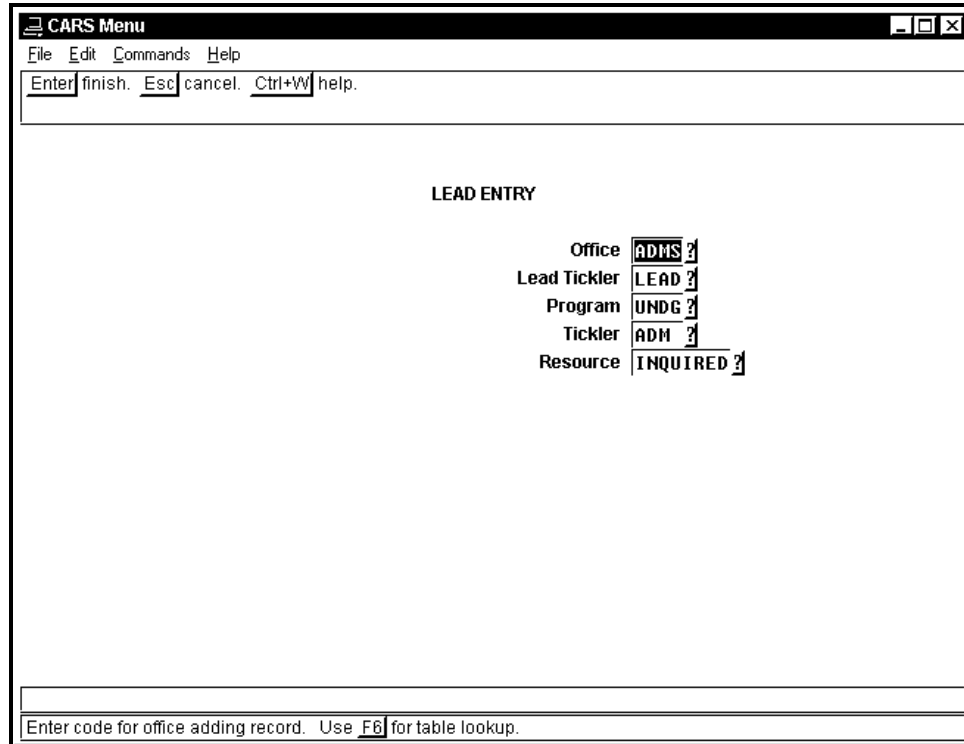 CARS Menu
File Edit Commands Help
Enter finish. Esc cancel. Ctrl+W help.
LEAD ENTRY
Office ADMS ?
Lead Tickler LEAD ?
Program UNDG ?
Tickler ADM ?
Resource INQUIRED ?
Enter code for office adding record. Use F6 for table lookup.